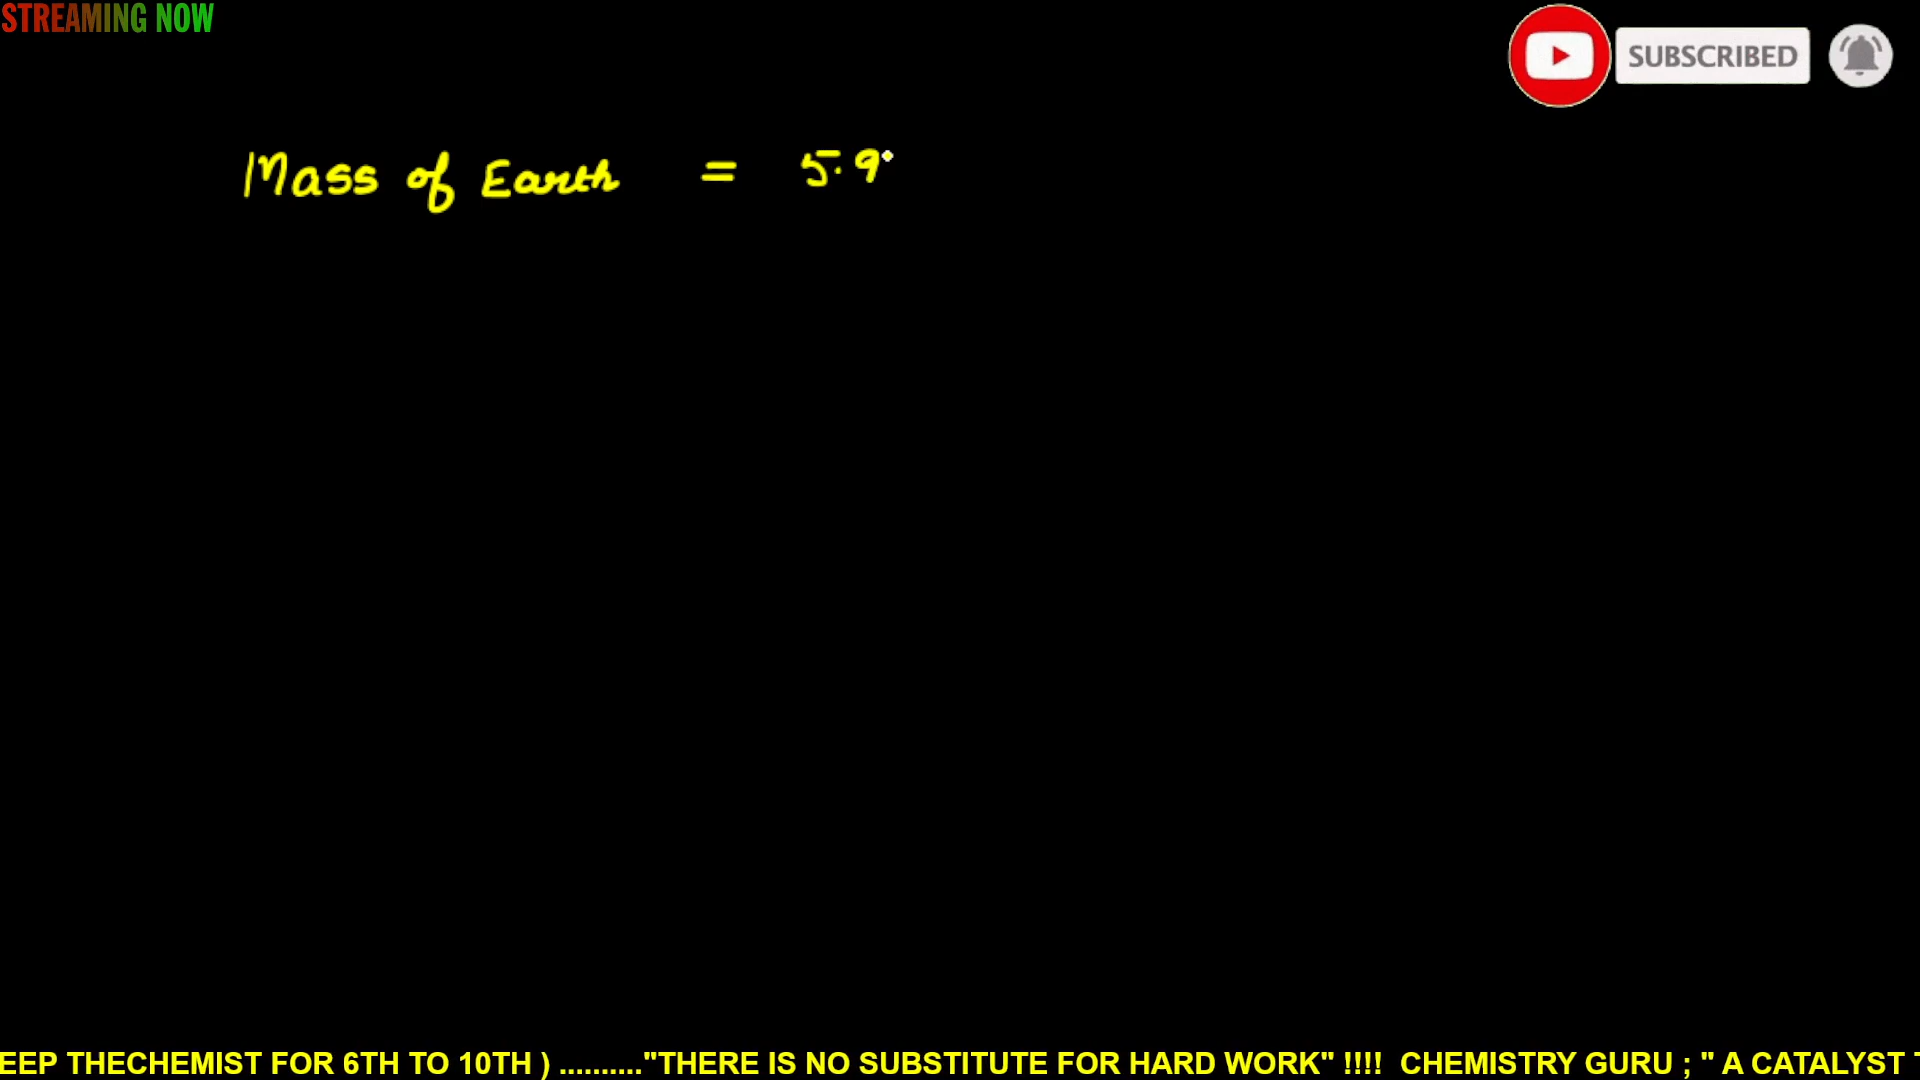 STREAMING NOW
SUBSCRIBED
Mass of Earth = 5.9
EEP THECHEMIST FOR 6TH TO 10TH ) .........."THERE IS NO SUBSTITUTE FOR HARD WORK" !!!! CHEMISTRY GURU ; " A CATALYST T